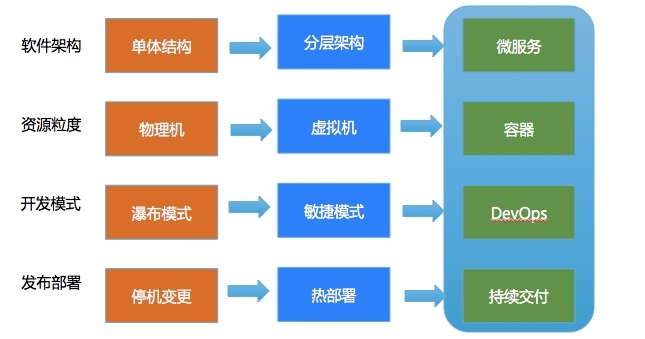 软件架构 单体结构 分层架构 微服务
资源粒度 物理机 虚拟机 容器
开发模式 瀑布模式 敏捷模式 DevOps
发布部署 停机变更 热部署 持续交付